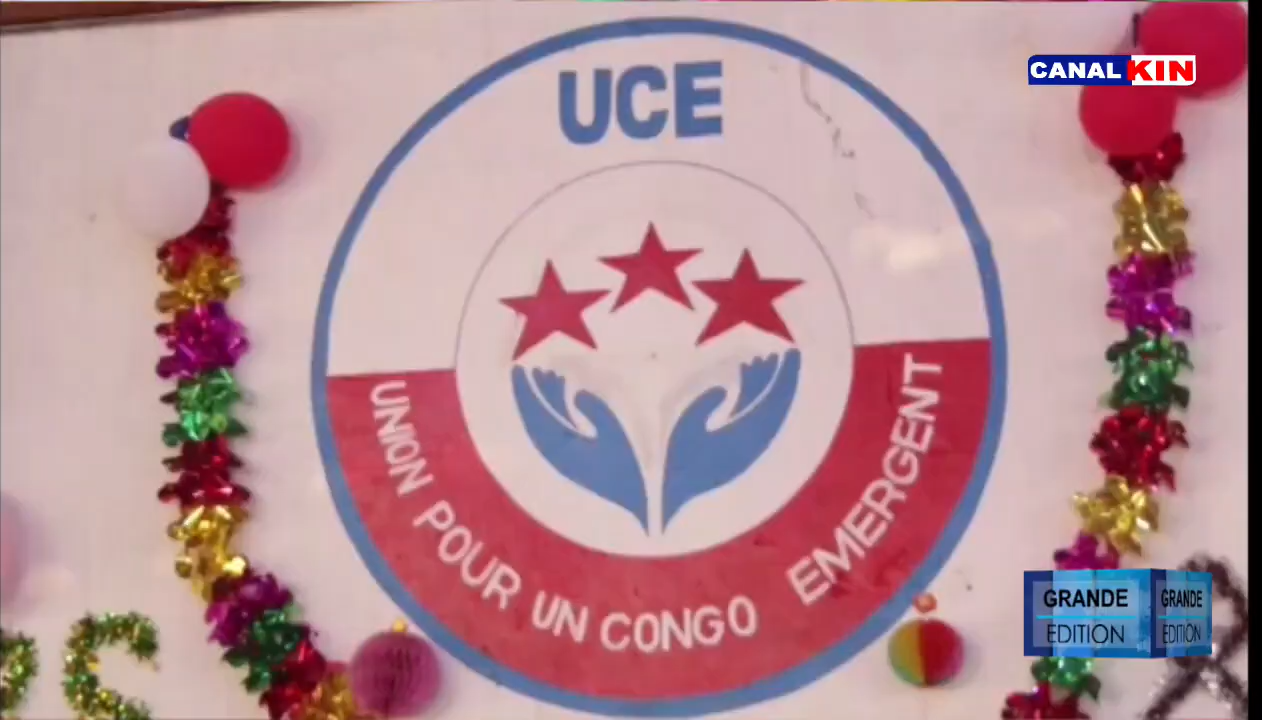 CANAL KIN
UCE
UNION POUR UN CONGO EMERGENT
GRANDE
EDITION
GRANDE
EDITION